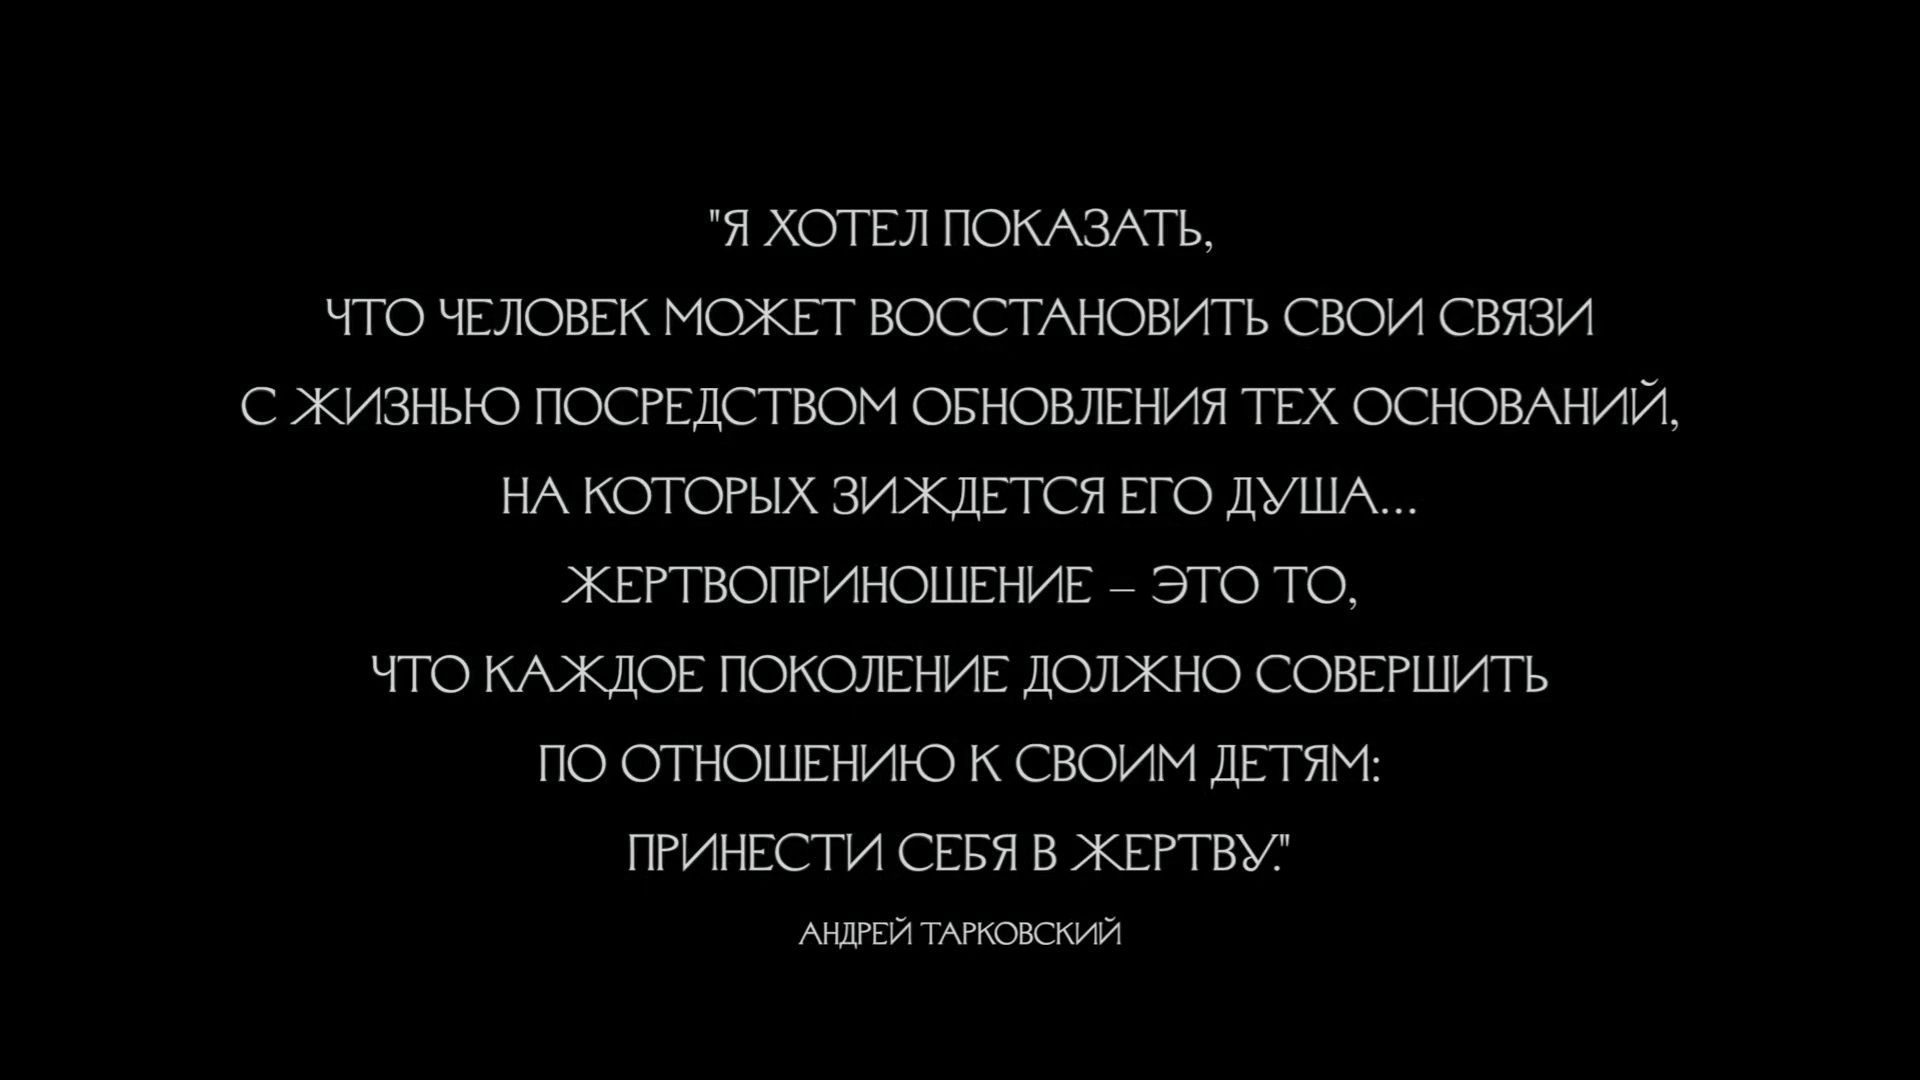 "Я ХОТЕЛ ПОКАЗАТЬ,
ЧТО ЧЕЛОВЕК МОЖЕТ ВОССТАНОВИТЬ СВОИ СВЯЗИ
С ЖИЗНЬЮ ПОСРЕДСТВОМ ОБНОВЛЕНИЯ ТЕХ ОСНОВАНИЙ,
НА КОТОРЫХ ЗИЖДЕТСЯ ЕГО ДУША...
ЖЕРТВОПРИНОШЕНИЕ – ЭТО ТО,
ЧТО КАЖДОЕ ПОКОЛЕНИЕ ДОЛЖНО СОВЕРШИТЬ
ПО ОТНОШЕНИЮ К СВОИМ ДЕТЯМ:
ПРИНЕСТИ СЕБЯ В ЖЕРТВУ."
АНДРЕЙ ТАРКОВСКИЙ